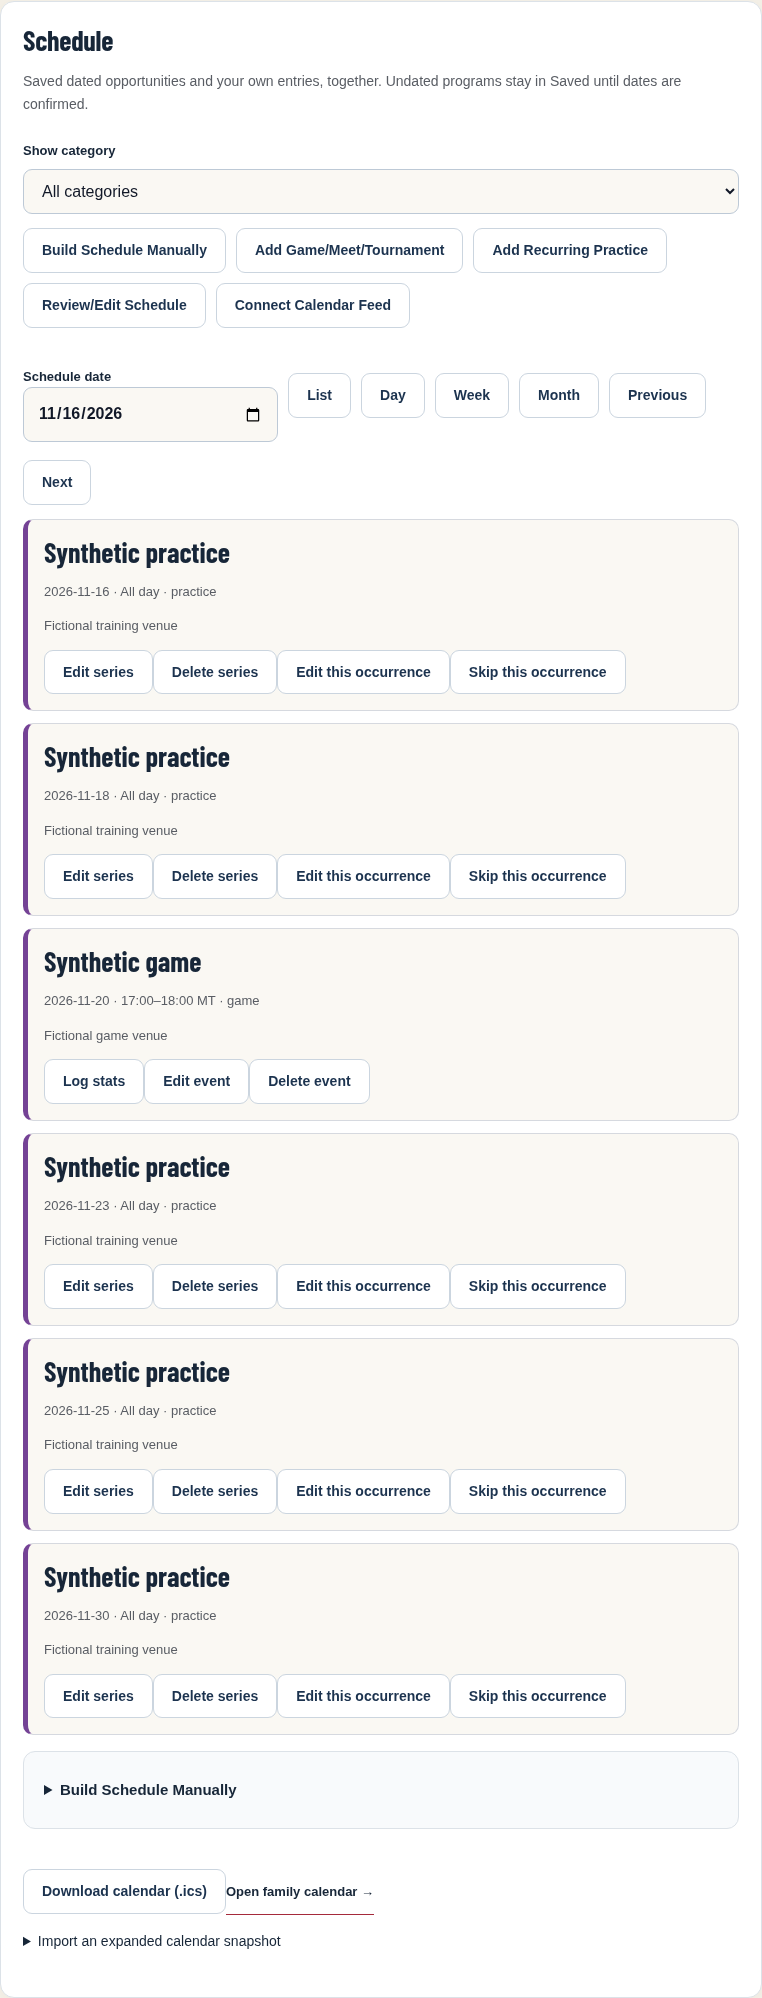 Schedule
Saved dated opportunities and your own entries, together. Undated programs stay in Saved until dates are
confirmed.
Show category
All categories
Build Schedule Manually
Add Game/Meet/Tournament
Add Recurring Practice
Review/Edit Schedule
Connect Calendar Feed
Schedule date
11/16/2026
List
Day
Week
Month
Previous
Next
Synthetic practice
2026-11-16 · All day · practice
Fictional training venue
Edit series
Delete series
Edit this occurrence
Skip this occurrence
Synthetic practice
2026-11-18 · All day · practice
Fictional training venue
Edit series
Delete series
Edit this occurrence
Skip this occurrence
Synthetic game
2026-11-20 · 17:00–18:00 MT · game
Fictional game venue
Log stats
Edit event
Delete event
Synthetic practice
2026-11-23 · All day · practice
Fictional training venue
Edit series
Delete series
Edit this occurrence
Skip this occurrence
Synthetic practice
2026-11-25 · All day · practice
Fictional training venue
Edit series
Delete series
Edit this occurrence
Skip this occurrence
Synthetic practice
2026-11-30 · All day · practice
Fictional training venue
Edit series
Delete series
Edit this occurrence
Skip this occurrence
▶ Build Schedule Manually
Download calendar (.ics)
Open family calendar →
▶ Import an expanded calendar snapshot